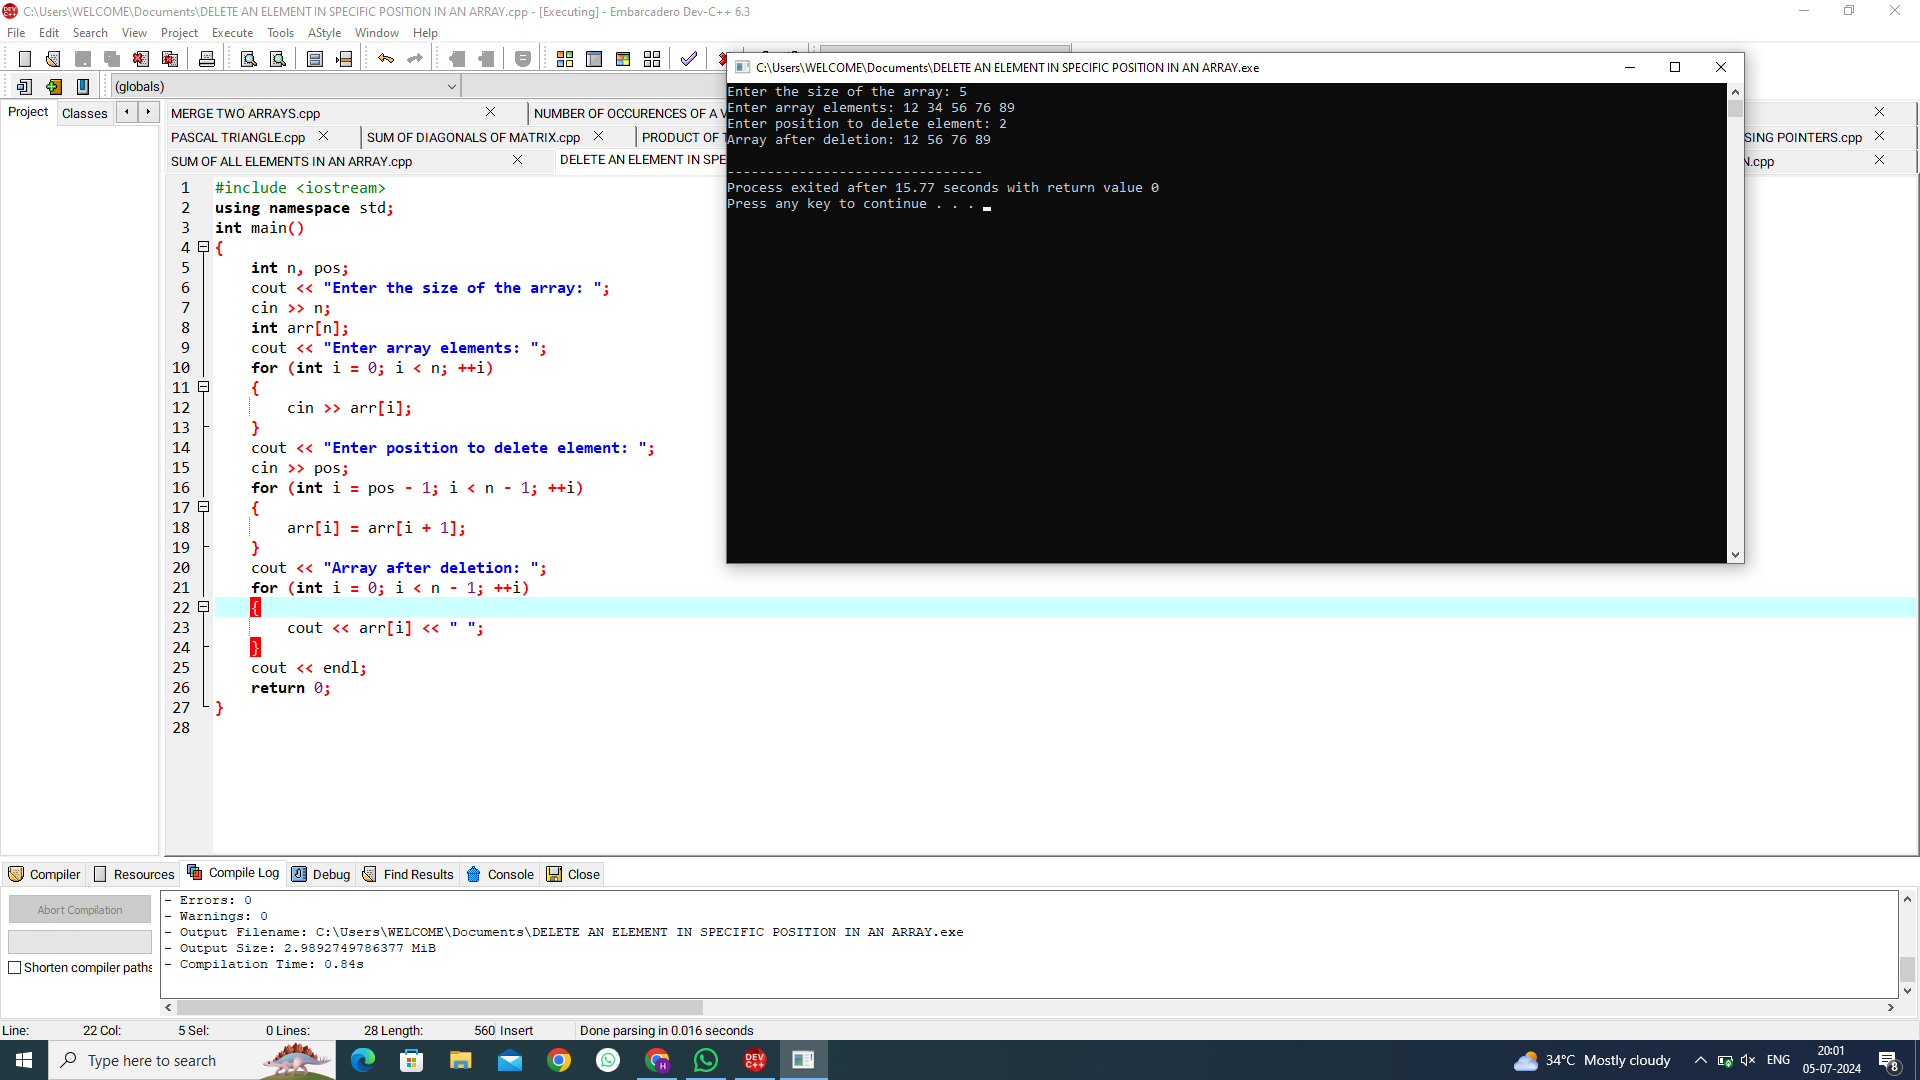 C:\Users\WELCOME\Documents\DELETE AN ELEMENT IN SPECIFIC POSITION IN AN ARRAY.cpp - [Executing] - Embarcadero Dev-C++ 6.3
File Edit Search View Project Execute Tools AStyle Window Help
(globals)
C:\Users\WELCOME\Documents\DELETE AN ELEMENT IN SPECIFIC POSITION IN AN ARRAY.exe
Enter the size of the array: 5
Enter array elements: 12 34 56 76 89
Enter position to delete element: 2
Array after deletion: 12 56 76 89
--------------------------------
Process exited after 15.77 seconds with return value 0
Press any key to continue . . .
Project Classes
MERGE TWO ARRAYS.cpp NUMBER OF OCCURENCES OF A V
PASCAL TRIANGLE.cpp SUM OF DIAGONALS OF MATRIX.cpp PRODUCT OF T SING POINTERS.cpp
SUM OF ALL ELEMENTS IN AN ARRAY.cpp DELETE AN ELEMENT IN SPE N.cpp
1 #include <iostream>
2 using namespace std;
3 int main()
4 {
5 int n, pos;
6 cout << "Enter the size of the array: ";
7 cin >> n;
8 int arr[n];
9 cout << "Enter array elements: ";
10 for (int i = 0; i < n; ++i)
11 {
12 cin >> arr[i];
13 }
14 cout << "Enter position to delete element: ";
15 cin >> pos;
16 for (int i = pos - 1; i < n - 1; ++i)
17 {
18 arr[i] = arr[i + 1];
19 }
20 cout << "Array after deletion: ";
21 for (int i = 0; i < n - 1; ++i)
22 {
23 cout << arr[i] << " ";
24 }
25 cout << endl;
26 return 0;
27 }
28
Compiler Resources Compile Log Debug Find Results Console Close
Abort Compilation
Shorten compiler paths
- Errors: 0
- Warnings: 0
- Output Filename: C:\Users\WELCOME\Documents\DELETE AN ELEMENT IN SPECIFIC POSITION IN AN ARRAY.exe
- Output Size: 2.9892749786377 MiB
- Compilation Time: 0.84s
Line: 22 Col: 5 Sel: 0 Lines: 28 Length: 560 Insert Done parsing in 0.016 seconds
Type here to search
H
DEV C++
34°C Mostly cloudy
ENG
20:01
05-07-2024
8